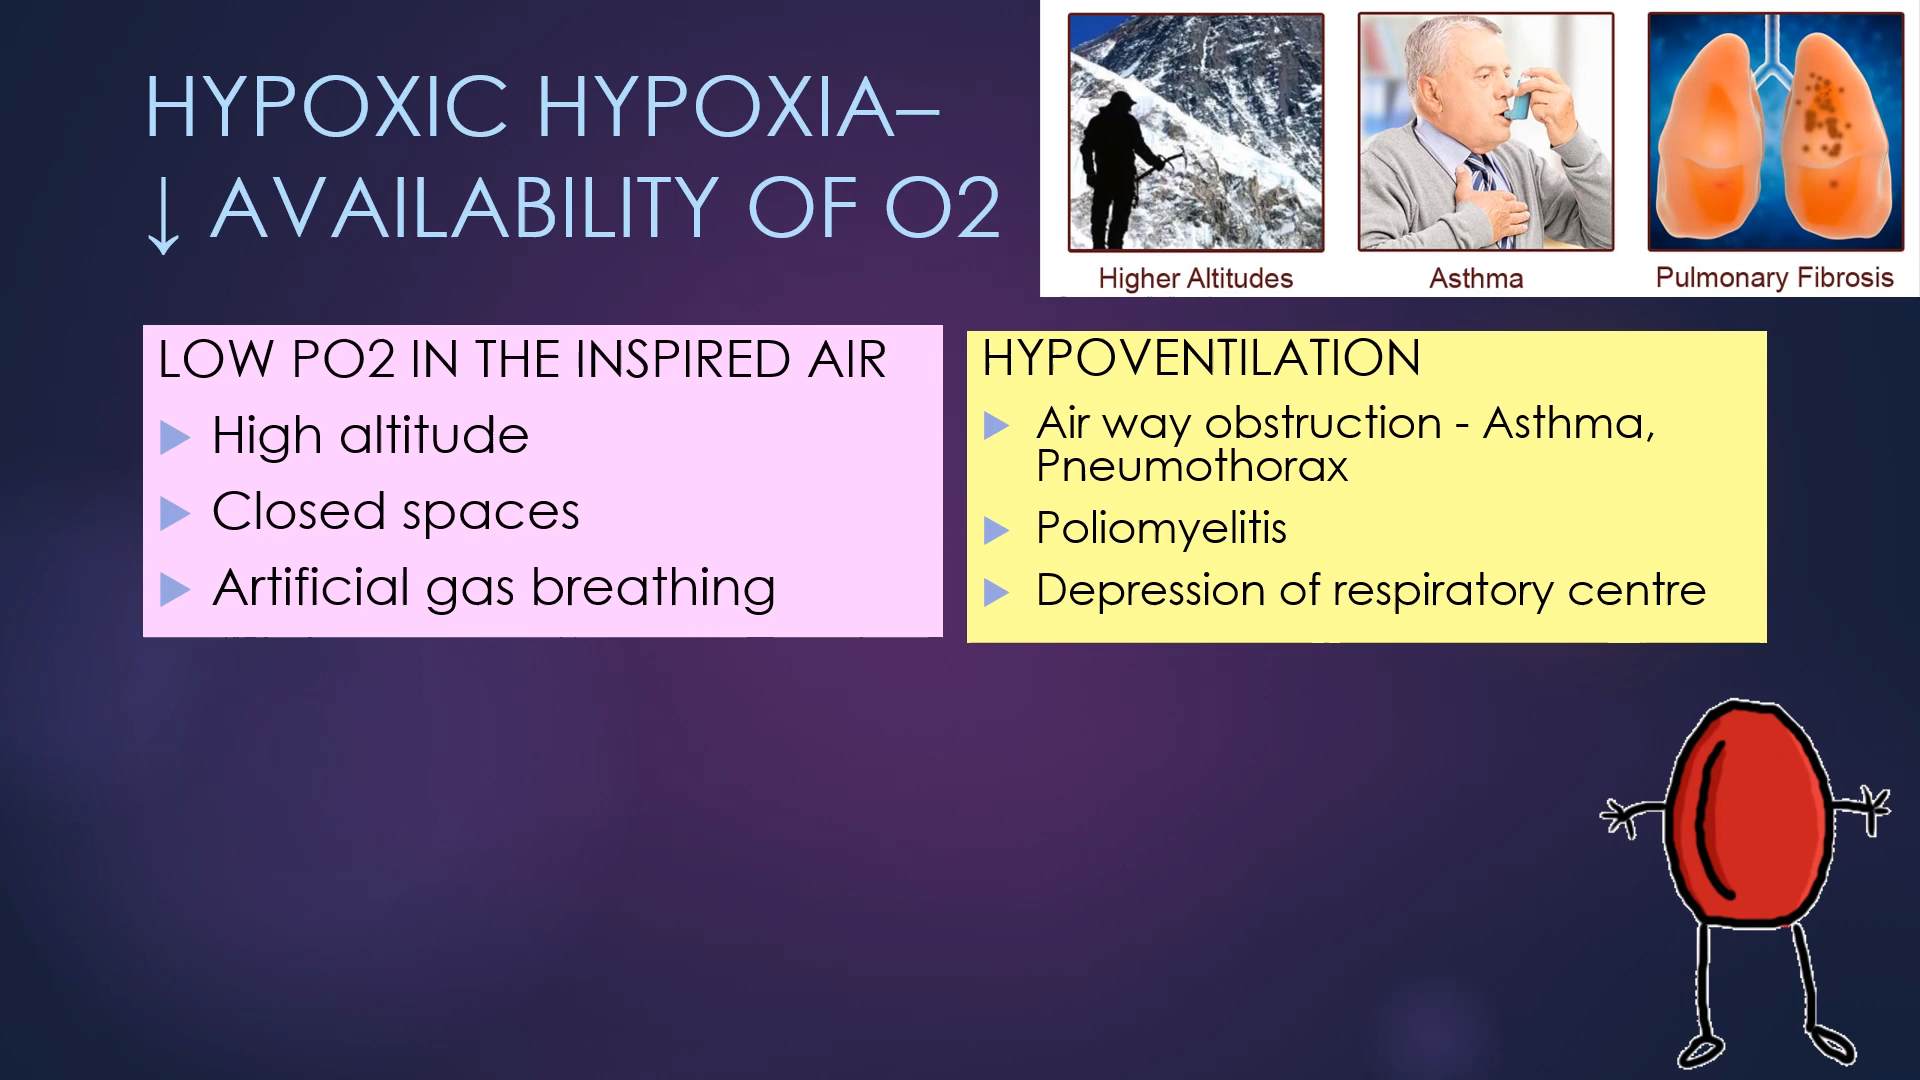 HYPOXIC HYPOXIA–
↓ AVAILABILITY OF O2
Higher Altitudes
Asthma
Pulmonary Fibrosis
LOW PO2 IN THE INSPIRED AIR
High altitude
Closed spaces
Artificial gas breathing
HYPOVENTILATION
Air way obstruction - Asthma,
Pneumothorax
Poliomyelitis
Depression of respiratory centre